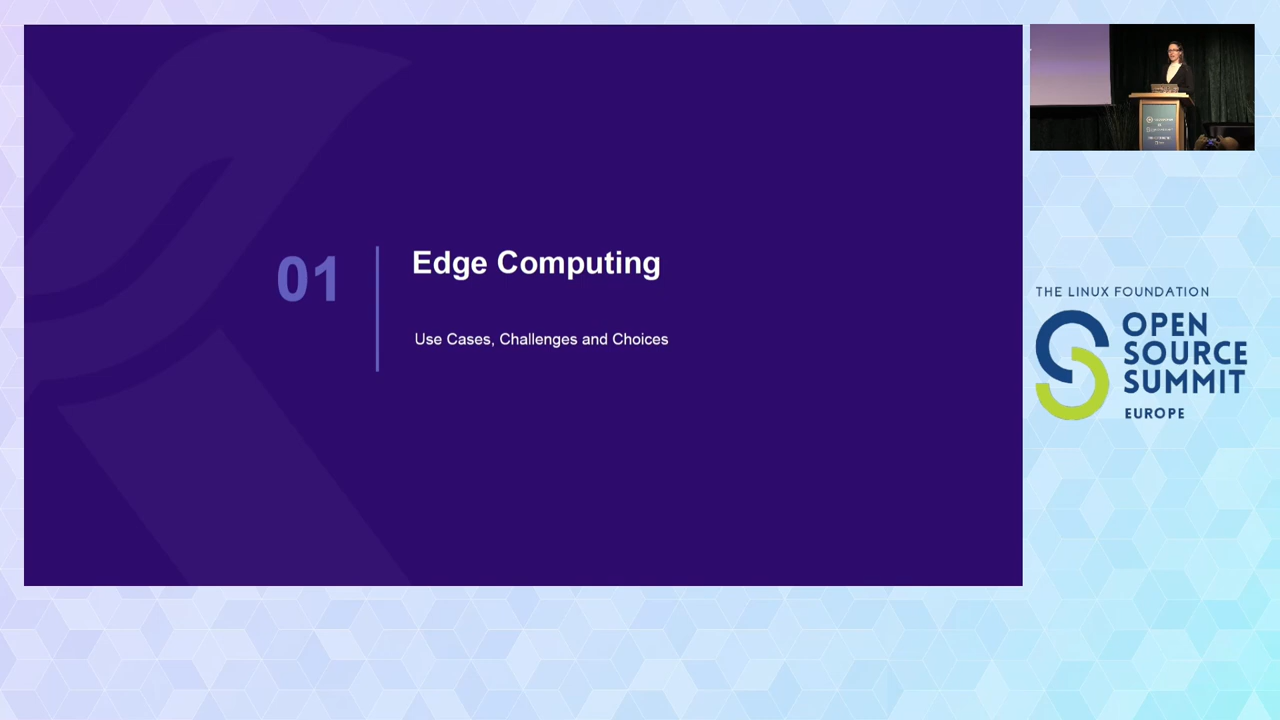 01
Edge Computing
Use Cases, Challenges and Choices
THE LINUX FOUNDATION
OPEN
SOURCE
SUMMIT
EUROPE